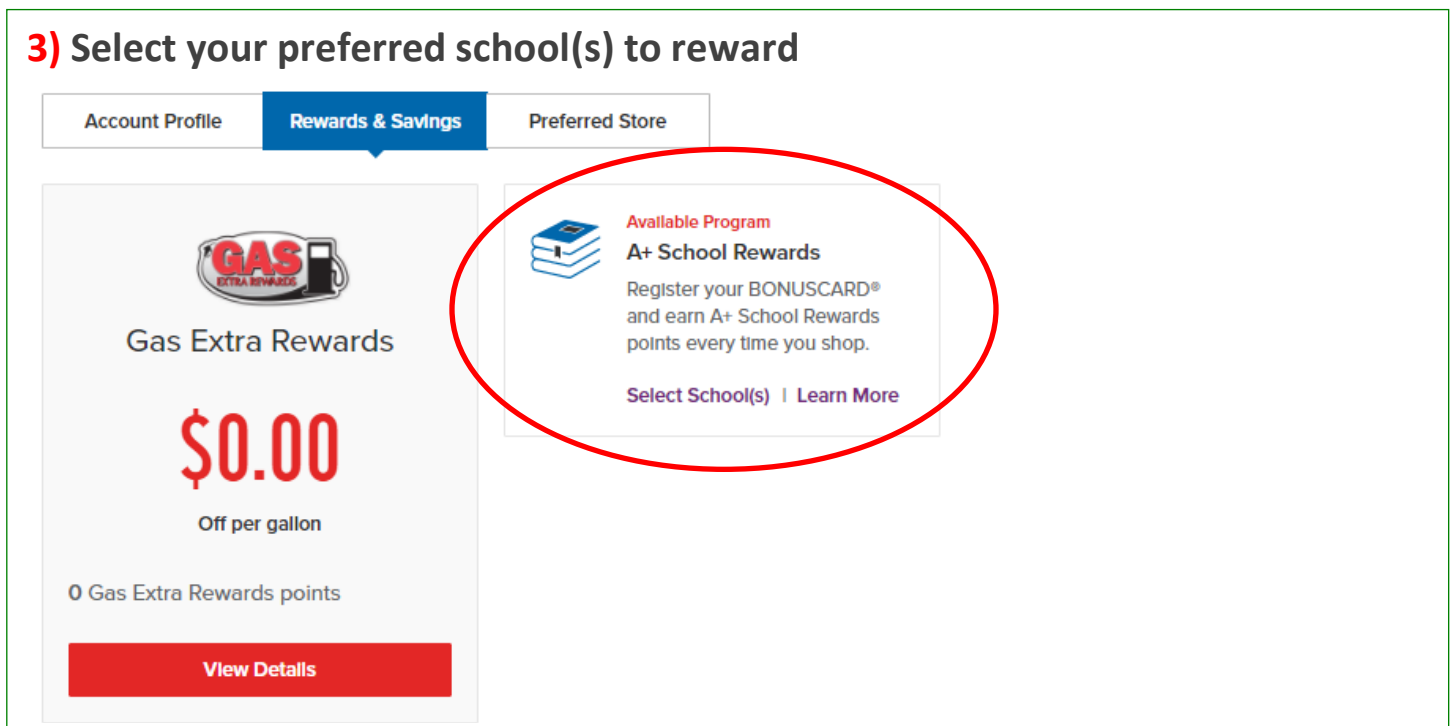 3) Select your preferred school(s) to reward
Account Profile
Rewards & Savings
Preferred Store
GAS
EXTRA REWARDS
Gas Extra Rewards
$0.00
Off per gallon
0 Gas Extra Rewards points
View Details
Available Program
A+ School Rewards
Register your BONUSCARD®
and earn A+ School Rewards
points every time you shop.
Select School(s) | Learn More